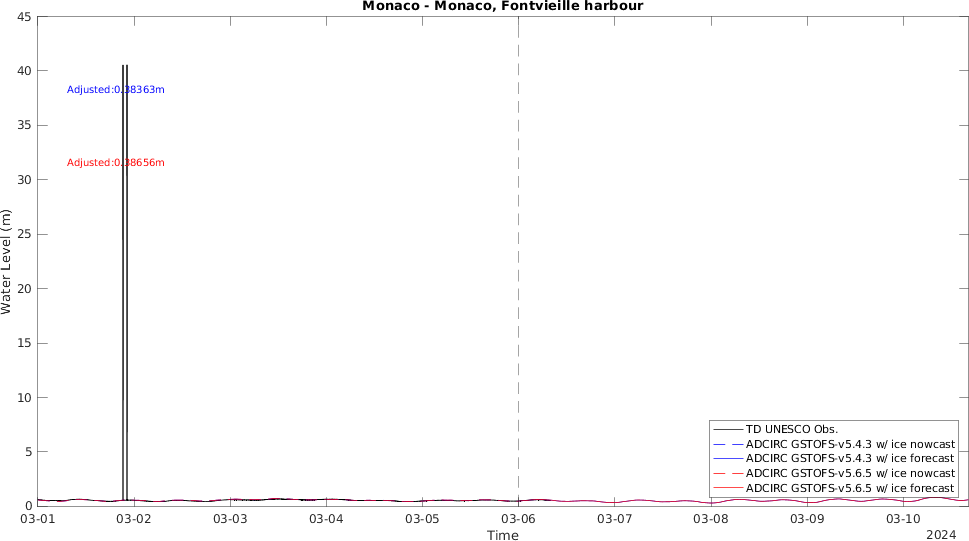 Monaco - Monaco, Fontvieille harbour
45
40
35
30
25
20
15
10
5
0
Water Level (m)
Adjusted:0.38363m
Adjusted:0.38656m
TD UNESCO Obs.
ADCIRC GSTOFS-v5.4.3 w/ ice nowcast
ADCIRC GSTOFS-v5.4.3 w/ ice forecast
ADCIRC GSTOFS-v5.6.5 w/ ice nowcast
ADCIRC GSTOFS-v5.6.5 w/ ice forecast
03-01 03-02 03-03 03-04 03-05 03-06 03-07 03-08 03-09 03-10
Time
2024